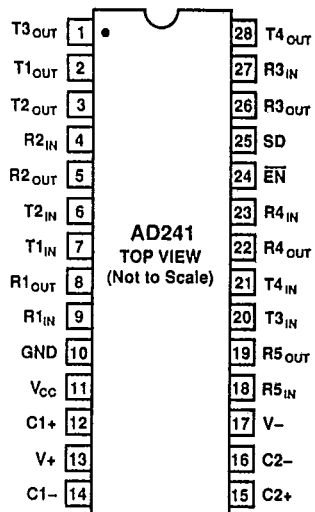 T3OUT 1 28 T4OUT
T1OUT 2 27 R3IN
T2OUT 3 26 R3OUT
R2IN 4 25 SD
R2OUT 5 24 EN
T2IN 6 23 R4IN
T1IN 7 22 R4OUT
R1OUT 8 21 T4IN
R1IN 9 20 T3IN
GND 10 19 R5OUT
VCC 11 18 R5IN
C1+ 12 17 V–
V+ 13 16 C2–
C1– 14 15 C2+
AD241
TOP VIEW
(Not to Scale)